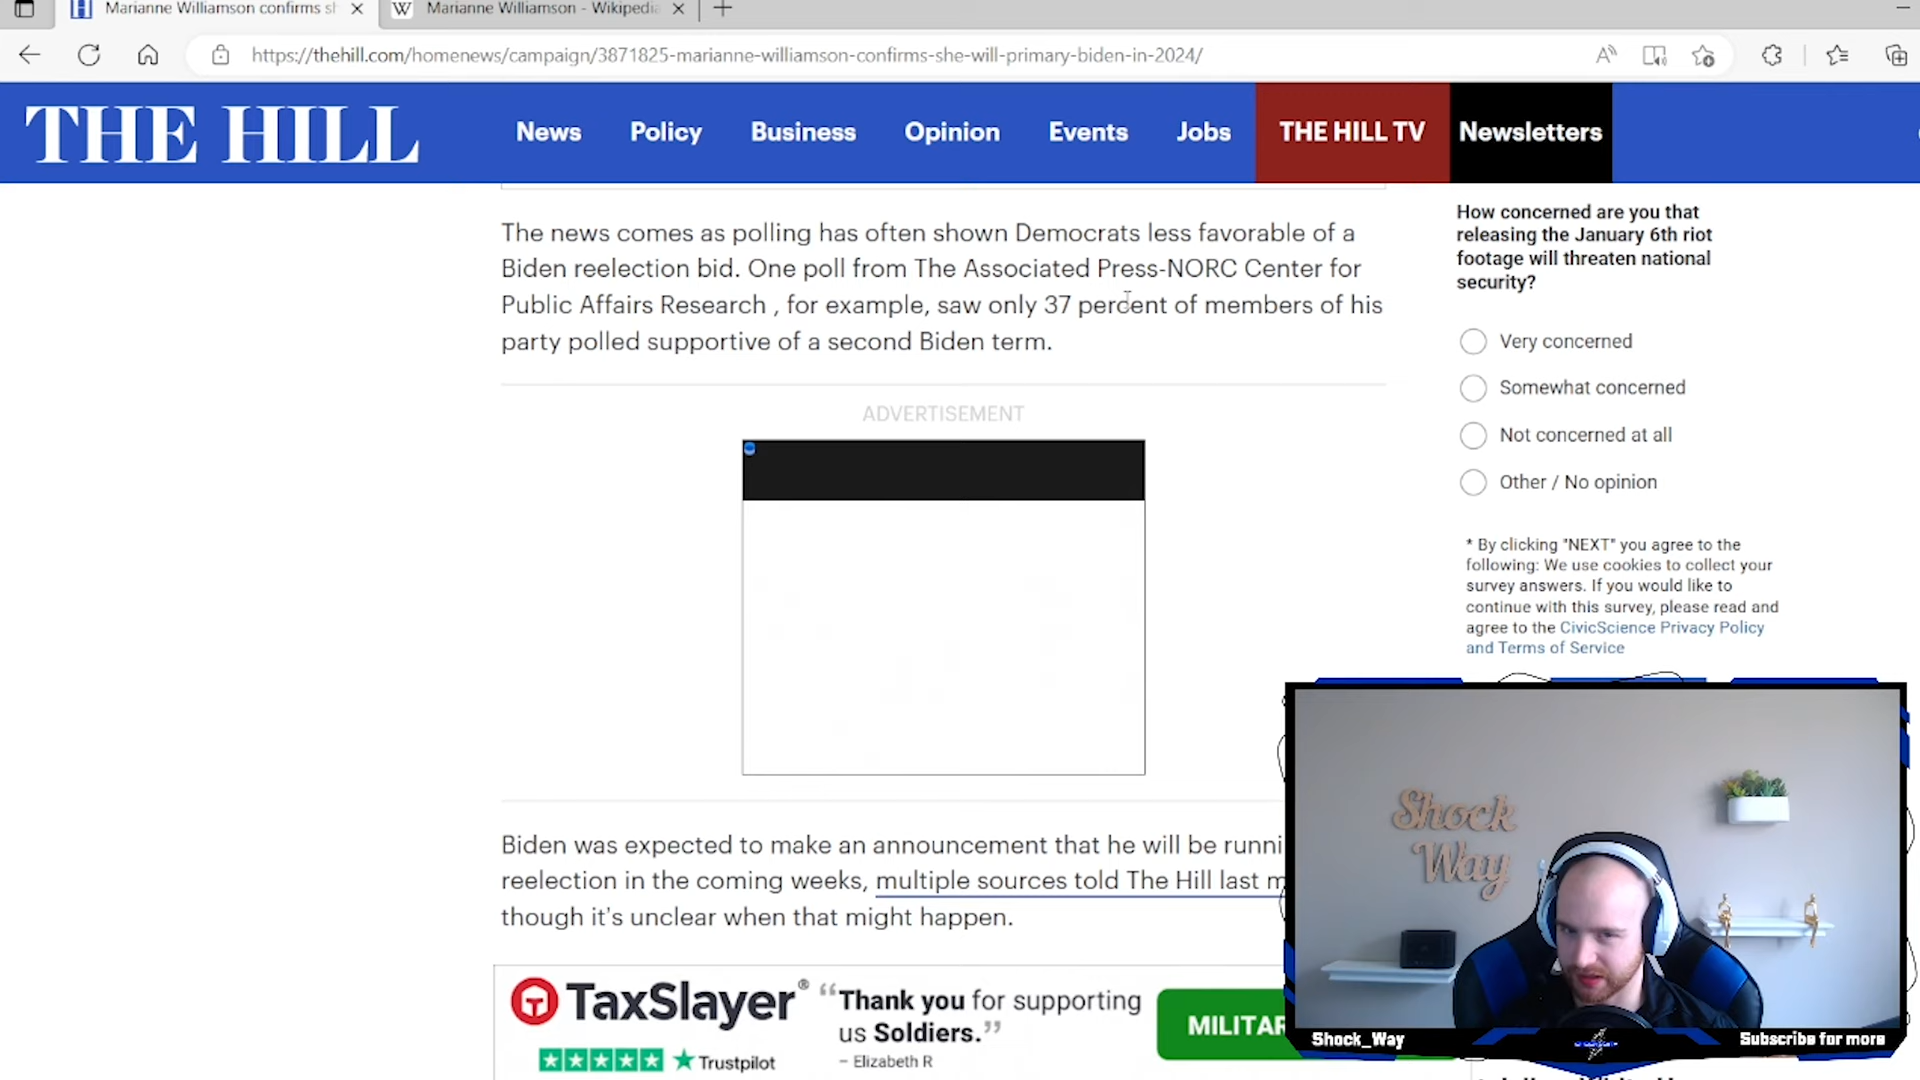 Marianne Williamson confirms sh
Marianne Williamson - Wikipedia
https://thehill.com/homenews/campaign/3871825-marianne-williamson-confirms-she-will-primary-biden-in-2024/
THE HILL
News
Policy
Business
Opinion
Events
Jobs
THE HILL TV
Newsletters
The news comes as polling has often shown Democrats less favorable of a
Biden reelection bid. One poll from The Associated Press-NORC Center for
Public Affairs Research , for example, saw only 37 percent of members of his
party polled supportive of a second Biden term.
ADVERTISEMENT
Biden was expected to make an announcement that he will be runni
reelection in the coming weeks, multiple sources told The Hill last m
though it's unclear when that might happen.
TaxSlayer®
Trustpilot
“Thank you for supporting
us Soldiers.”
– Elizabeth R
MILITAR
How concerned are you that
releasing the January 6th riot
footage will threaten national
security?
Very concerned
Somewhat concerned
Not concerned at all
Other / No opinion
* By clicking "NEXT" you agree to the
following: We use cookies to collect your
survey answers. If you would like to
continue with this survey, please read and
agree to the CivicScience Privacy Policy
and Terms of Service
Shock
Way
Shock_Way
Subscribe for more